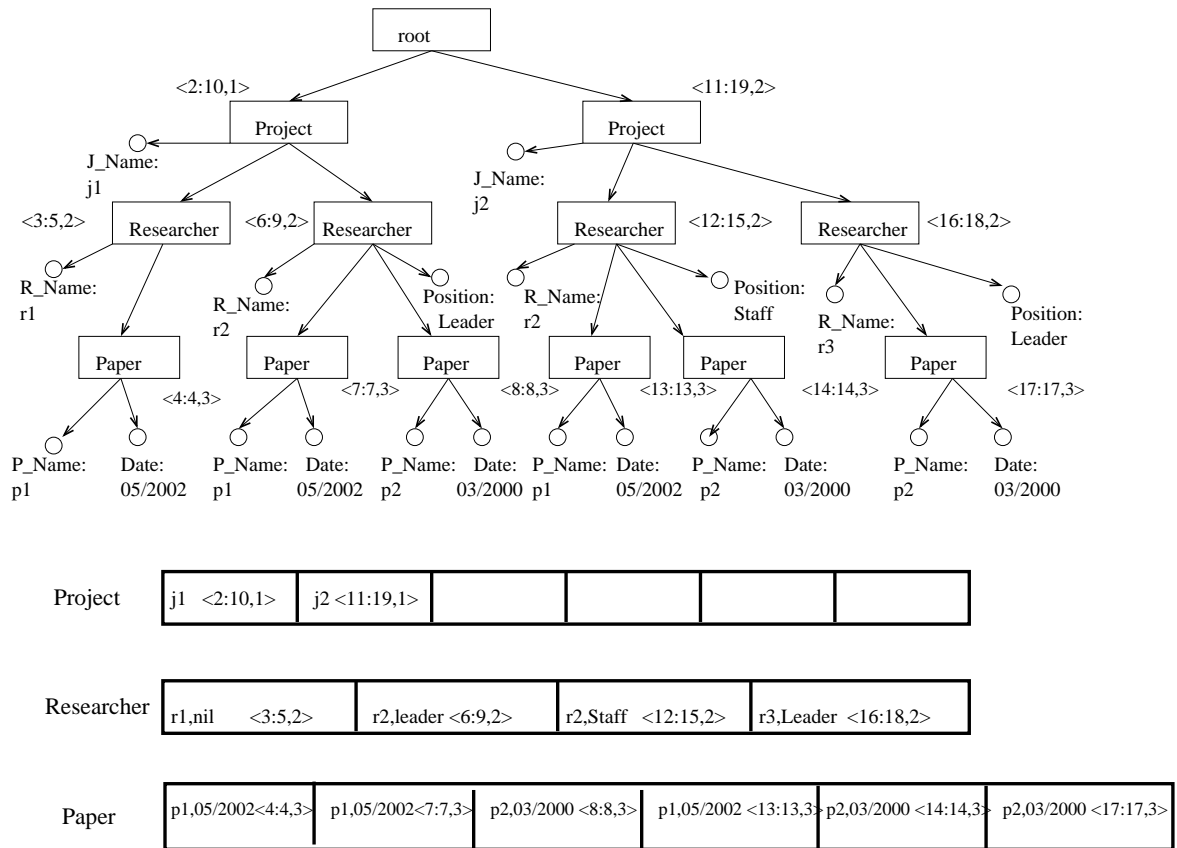 root
<2:10,1> <11:19,2>
Project Project
J_Name:
j1
J_Name:
j2
<3:5,2> Researcher <6:9,2> Researcher Researcher <12:15,2> Researcher <16:18,2>
R_Name:
r1
R_Name:
r2
Position:
Leader
R_Name:
r2
Position:
Staff
R_Name:
r3
Position:
Leader
Paper Paper Paper Paper Paper Paper
<4:4,3> <7:7,3> <8:8,3> <13:13,3> <14:14,3> <17:17,3>
P_Name: Date: P_Name: Date: P_Name: Date: P_Name: Date: P_Name: Date: P_Name: Date:
p1 05/2002 p1 05/2002 p2 03/2000 p1 05/2002 p2 03/2000 p2 03/2000
Project j1 <2:10,1> j2 <11:19,1>
Researcher r1,nil <3:5,2> r2,leader <6:9,2> r2,Staff <12:15,2> r3,Leader <16:18,2>
Paper p1,05/2002<4:4,3> p1,05/2002<7:7,3> p2,03/2000 <8:8,3> p1,05/2002 <13:13,3> p2,03/2000 <14:14,3> p2,03/2000 <17:17,3>